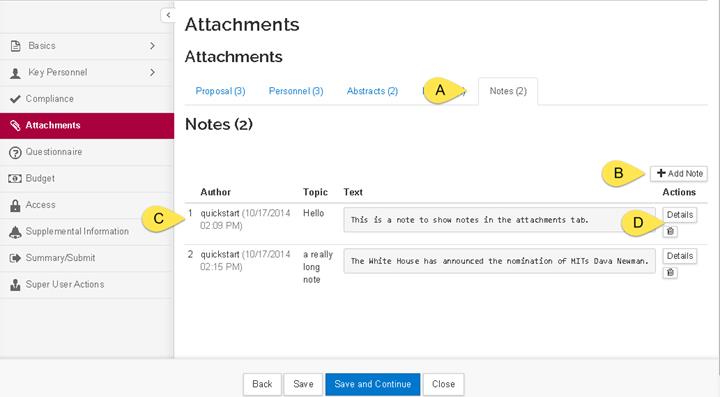 Attachments
Basics
Key Personnel
Compliance
Attachments
Questionnaire
Budget
Access
Supplemental Information
Summary/Submit
Super User Actions
Attachments
Proposal (3)
Personnel (3)
Abstracts (2)
A
Notes (2)
Notes (2)
B
Add Note
Author
Topic
Text
Actions
1
quickstart (10/17/2014
02:09 PM)
Hello
This is a note to show notes in the attachments tab.
Details
C
D
2
quickstart (10/17/2014
02:15 PM)
a really
long
note
The White House has announced the nomination of MITs Dava Newman.
Details
Back
Save
Save and Continue
Close